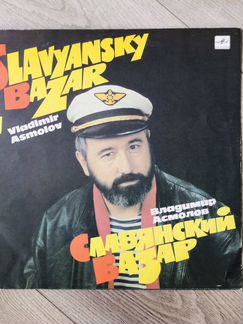 SLAVYANSKY
BAZAR
Vladimir
Asmolov
Владимир
Асмолов
СЛАВЯНСКИЙ
БАЗАР